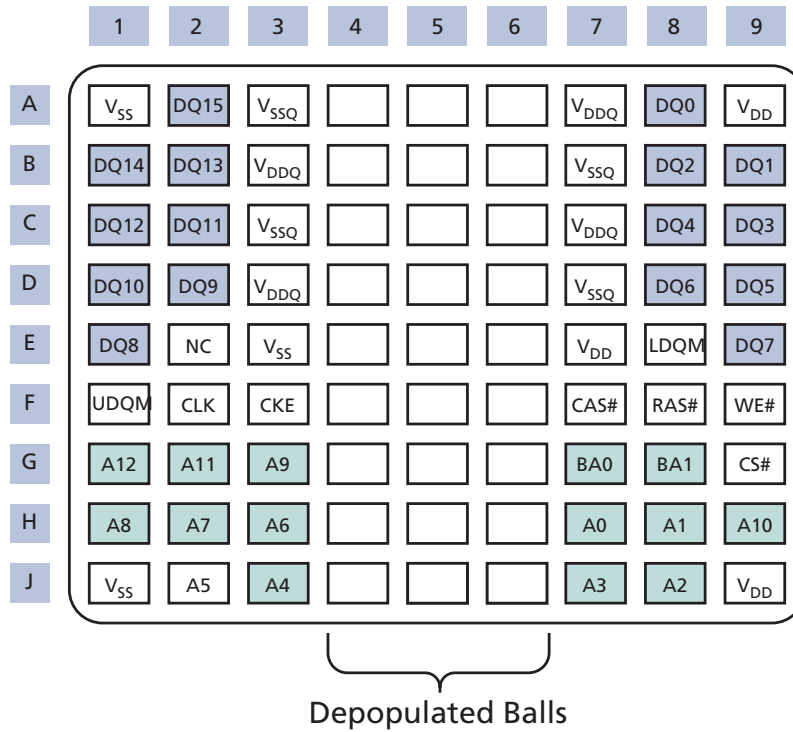 1 2 3 4 5 6 7 8 9
A VSS DQ15 VSSQ VDDQ DQ0 VDD
B DQ14 DQ13 VDDQ VSSQ DQ2 DQ1
C DQ12 DQ11 VSSQ VDDQ DQ4 DQ3
D DQ10 DQ9 VDDQ VSSQ DQ6 DQ5
E DQ8 NC VSS VDD LDQM DQ7
F UDQM CLK CKE CAS# RAS# WE#
G A12 A11 A9 BA0 BA1 CS#
H A8 A7 A6 A0 A1 A10
J VSS A5 A4 A3 A2 VDD
Depopulated Balls